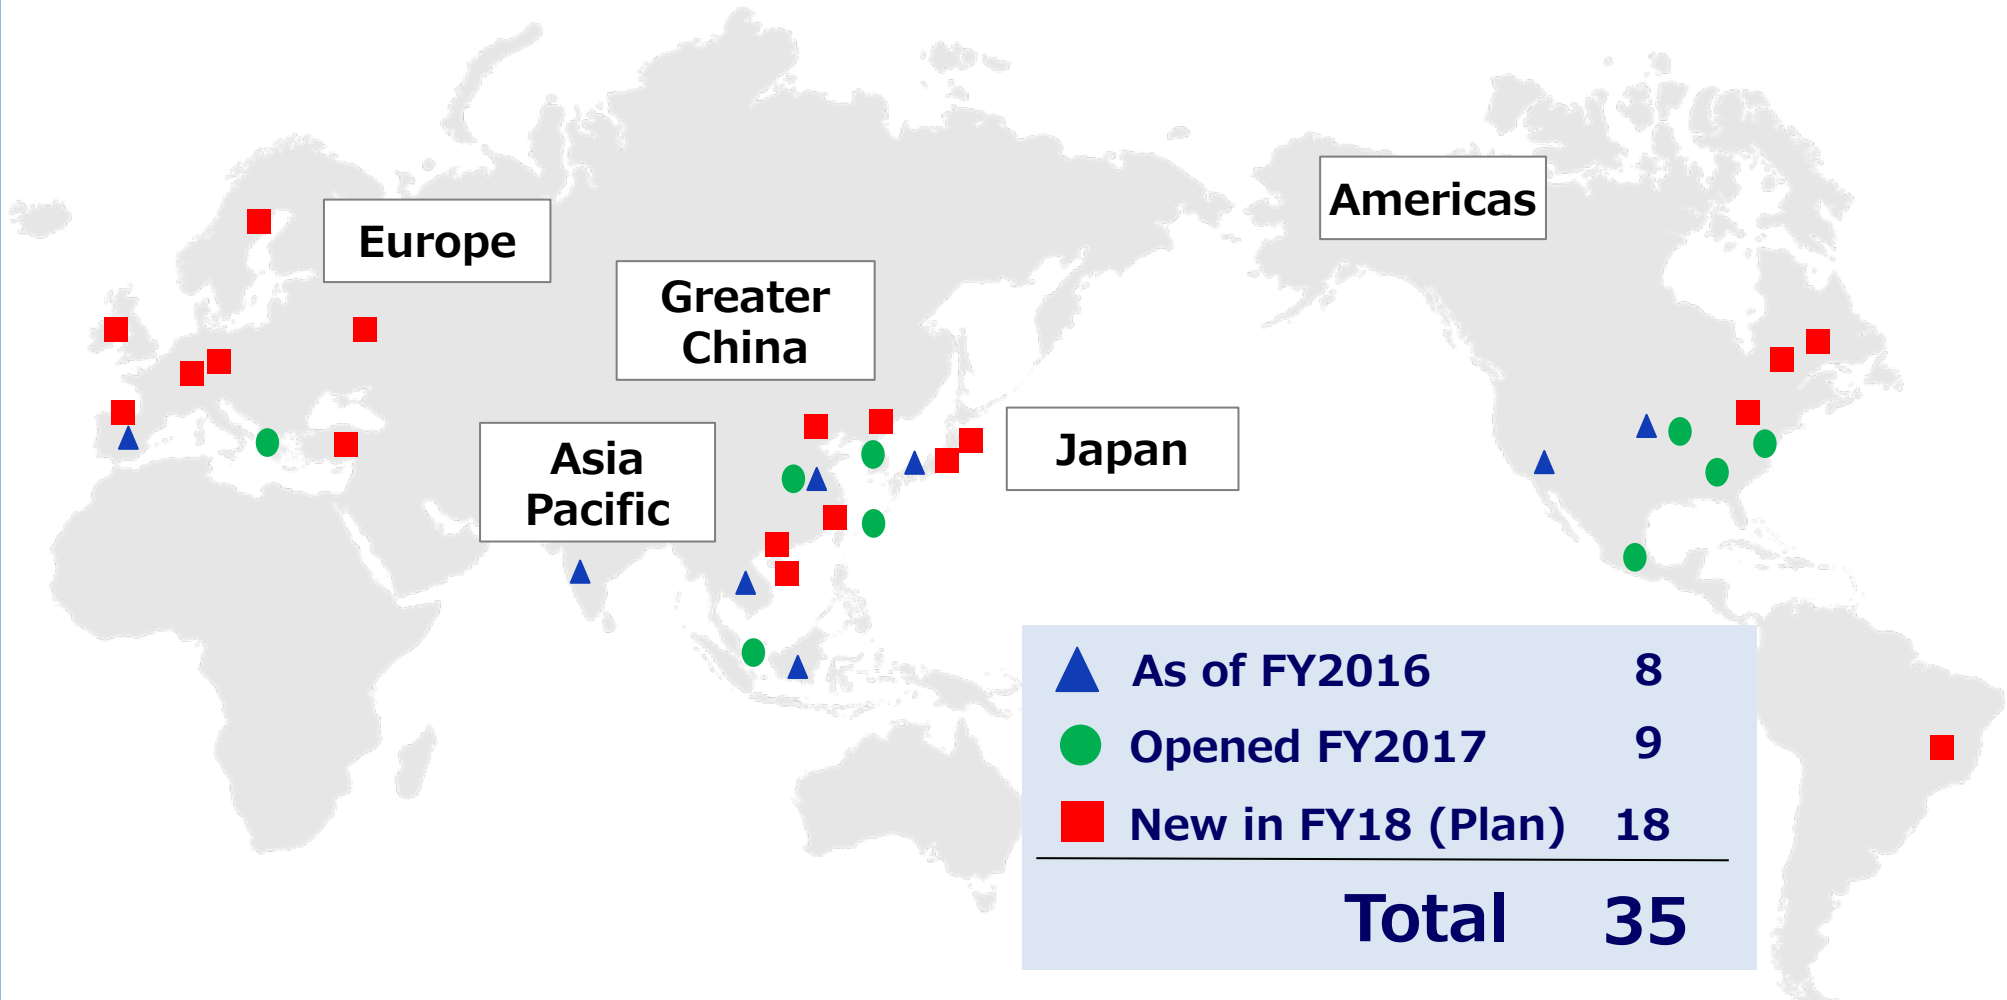 Europe
Americas
Greater
China
Asia
Pacific
Japan
As of FY2016 8
Opened FY2017 9
New in FY18 (Plan) 18
Total 35